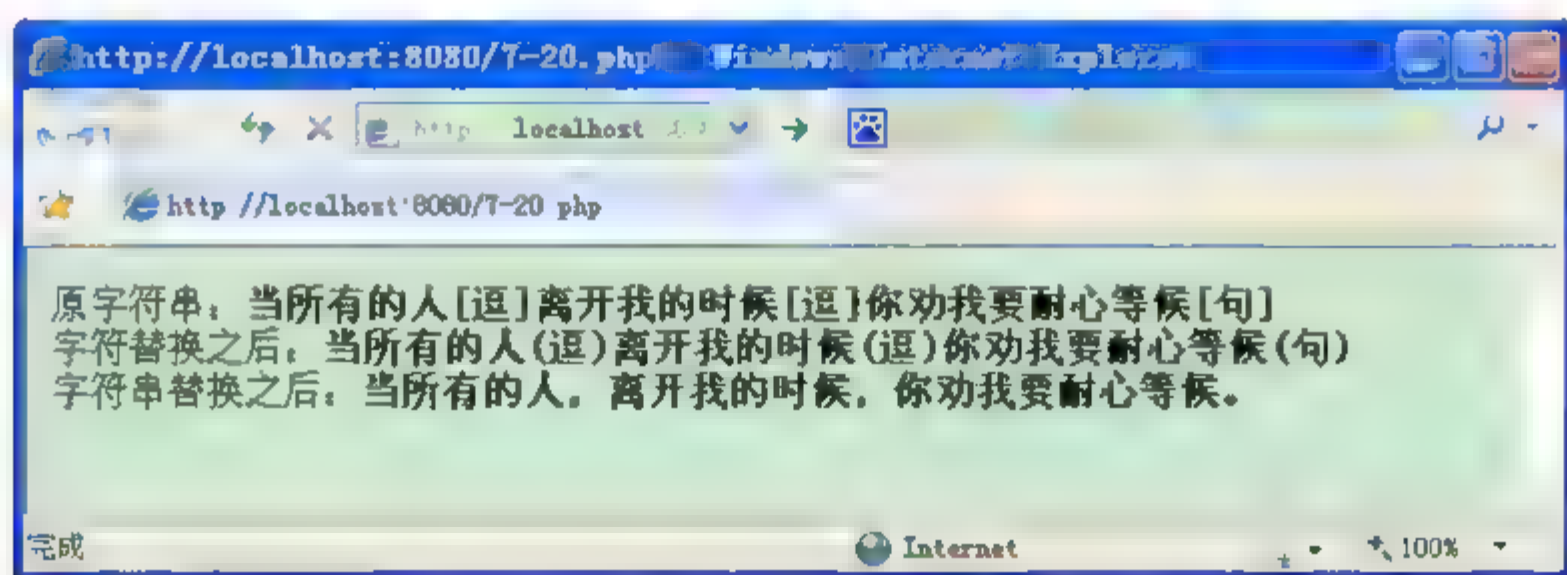 http://localhost:8080/7-20.php Windows Internet Explorer
http localhost
http //localhost:8080/7-20 php
原字符串：当所有的人[逗]离开我的时候[逗]你劝我要耐心等候[句]
字符替换之后：当所有的人(逗)离开我的时候(逗)你劝我要耐心等候(句)
字符串替换之后：当所有的人，离开我的时候，你劝我要耐心等候。
完成
Internet
100%